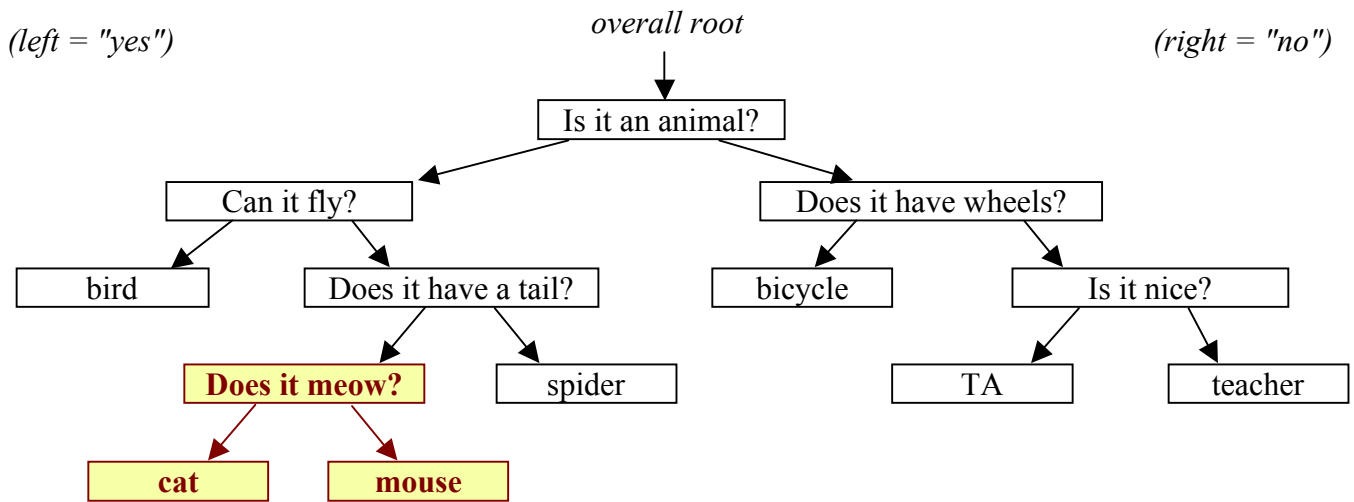 overall root
(left = "yes")
(right = "no")
Is it an animal?
Can it fly?
Does it have wheels?
bird
Does it have a tail?
bicycle
Is it nice?
Does it meow?
spider
TA
teacher
cat
mouse